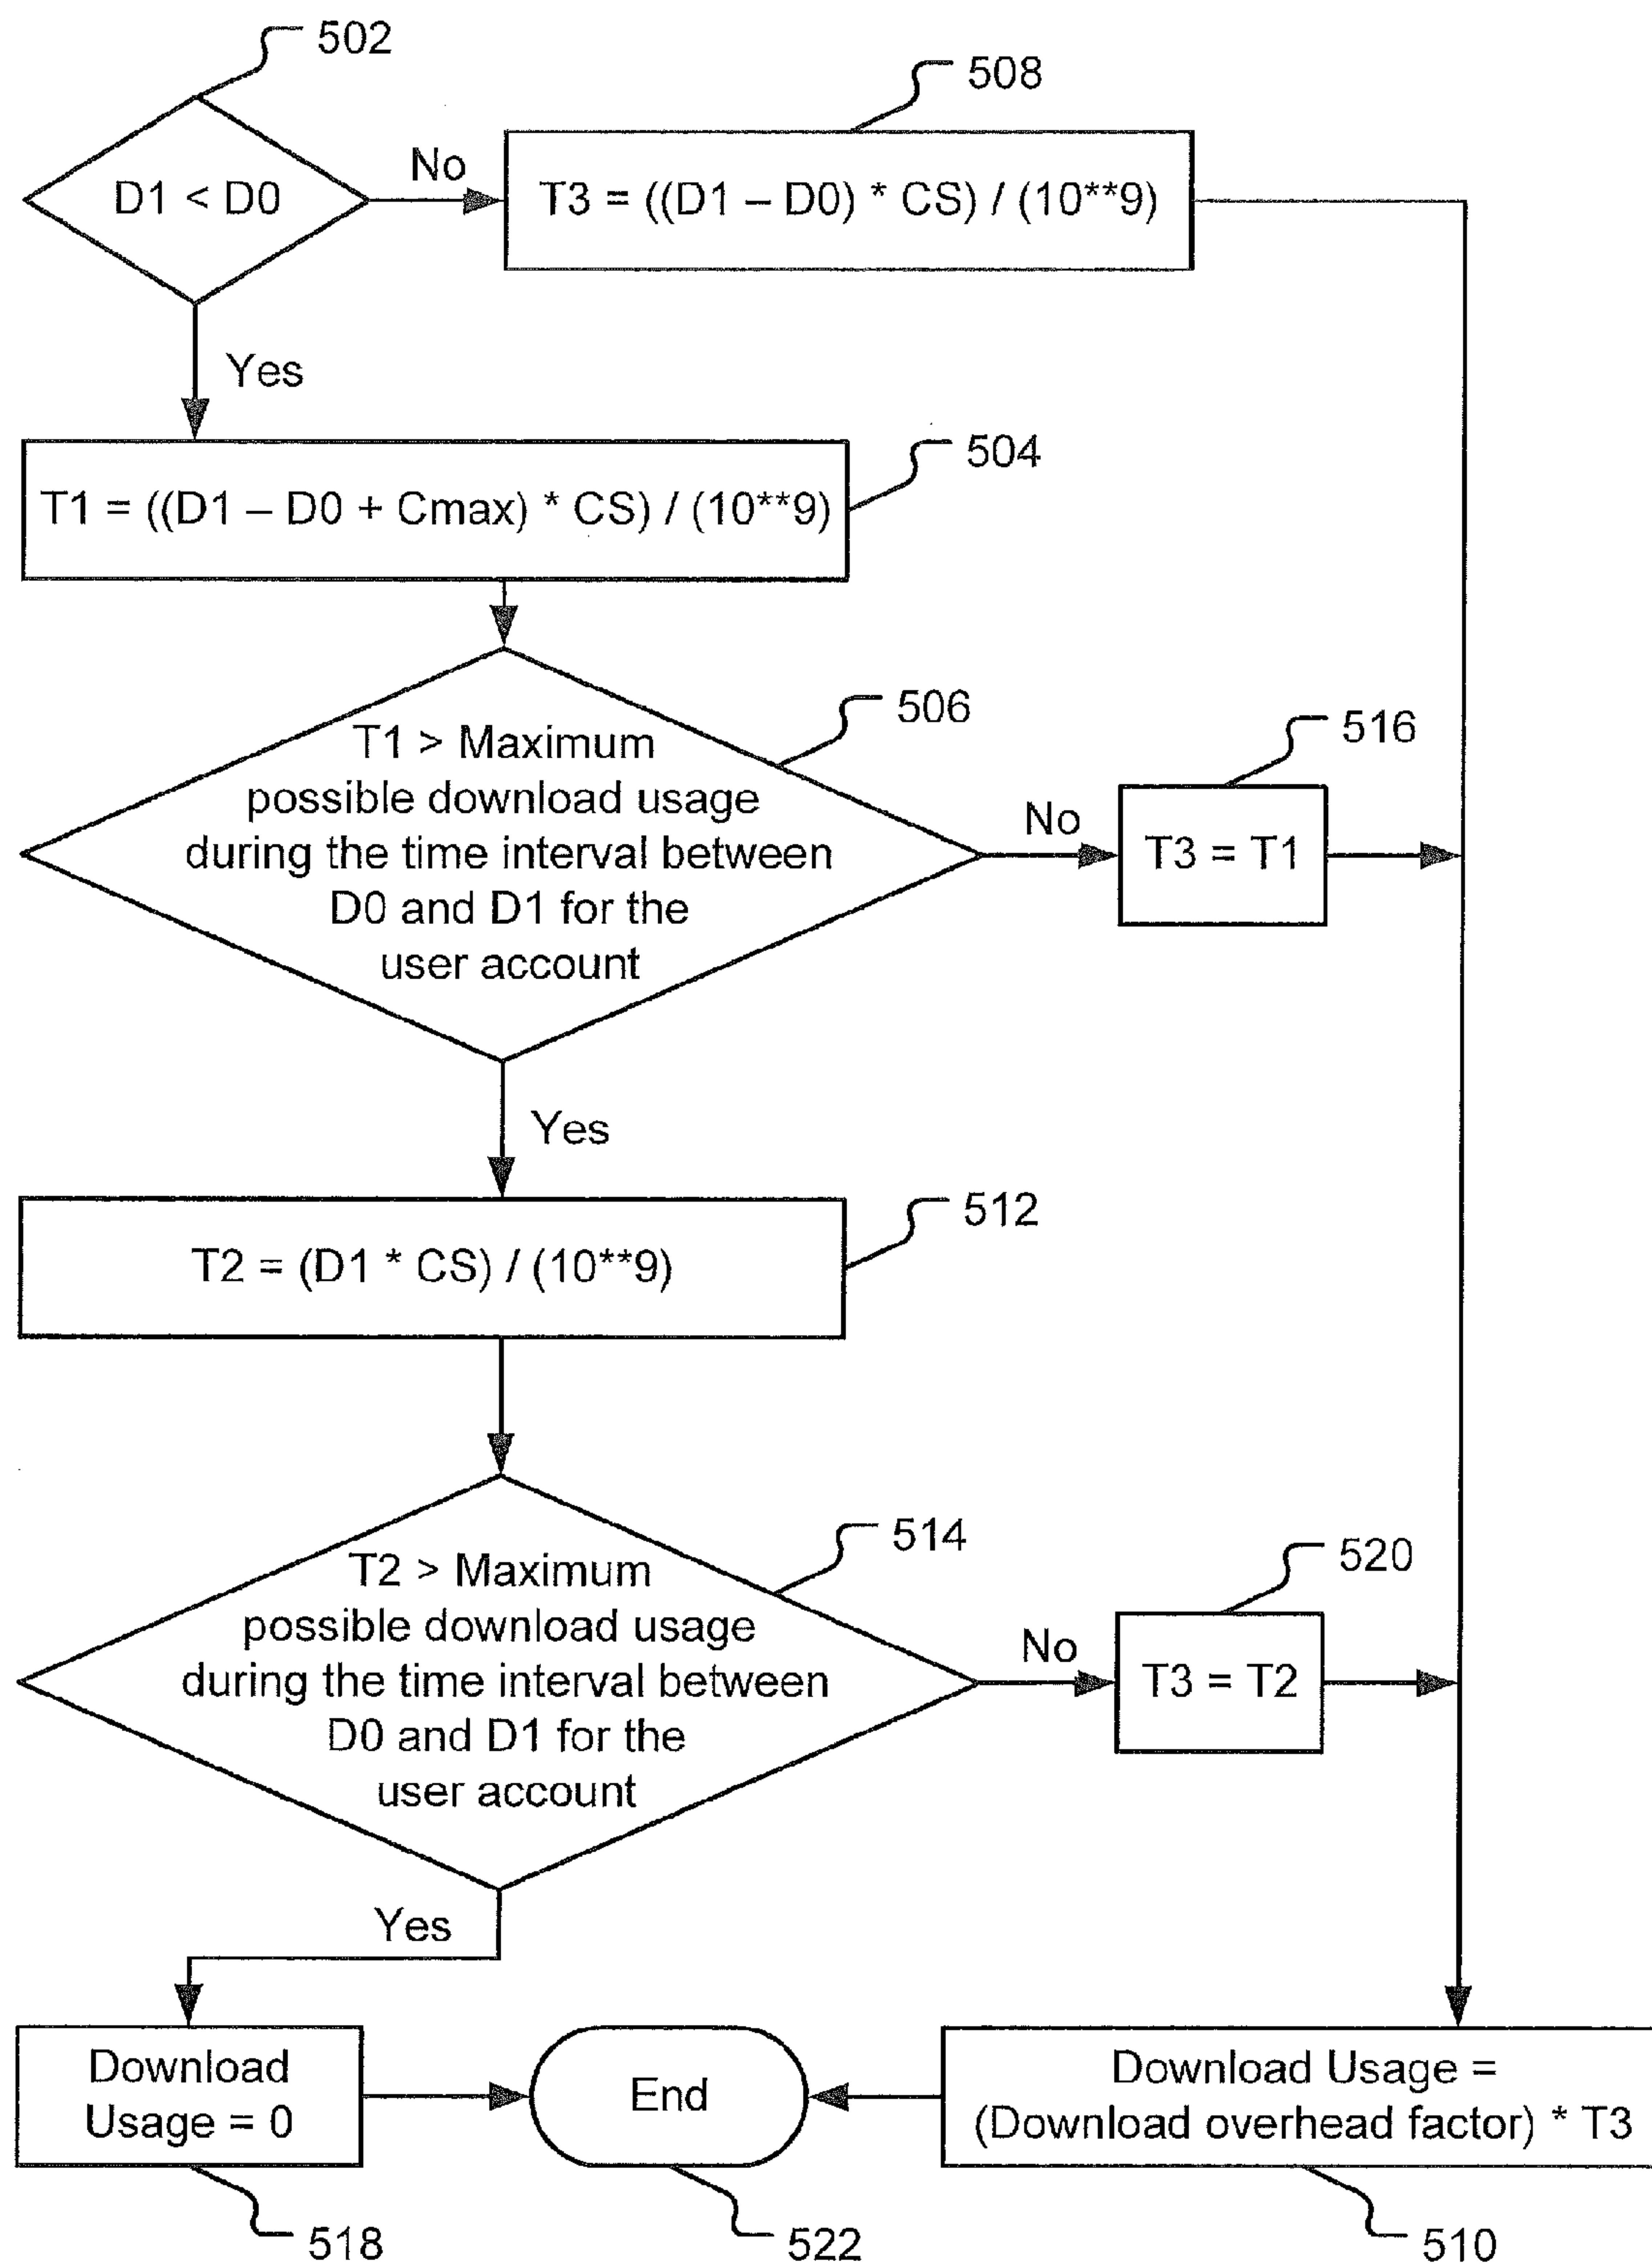 502
508
D1 < D0
No
T3 = ((D1 – D0) * CS) / (10**9)
Yes
504
T1 = ((D1 – D0 + Cmax) * CS) / (10**9)
506
T1 > Maximum
possible download usage
during the time interval between
D0 and D1 for the
user account
No
516
T3 = T1
Yes
512
T2 = (D1 * CS) / (10**9)
514
T2 > Maximum
possible download usage
during the time interval between
D0 and D1 for the
user account
No
520
T3 = T2
Yes
Download
Usage = 0
End
Download Usage =
(Download overhead factor) * T3
518
522
510